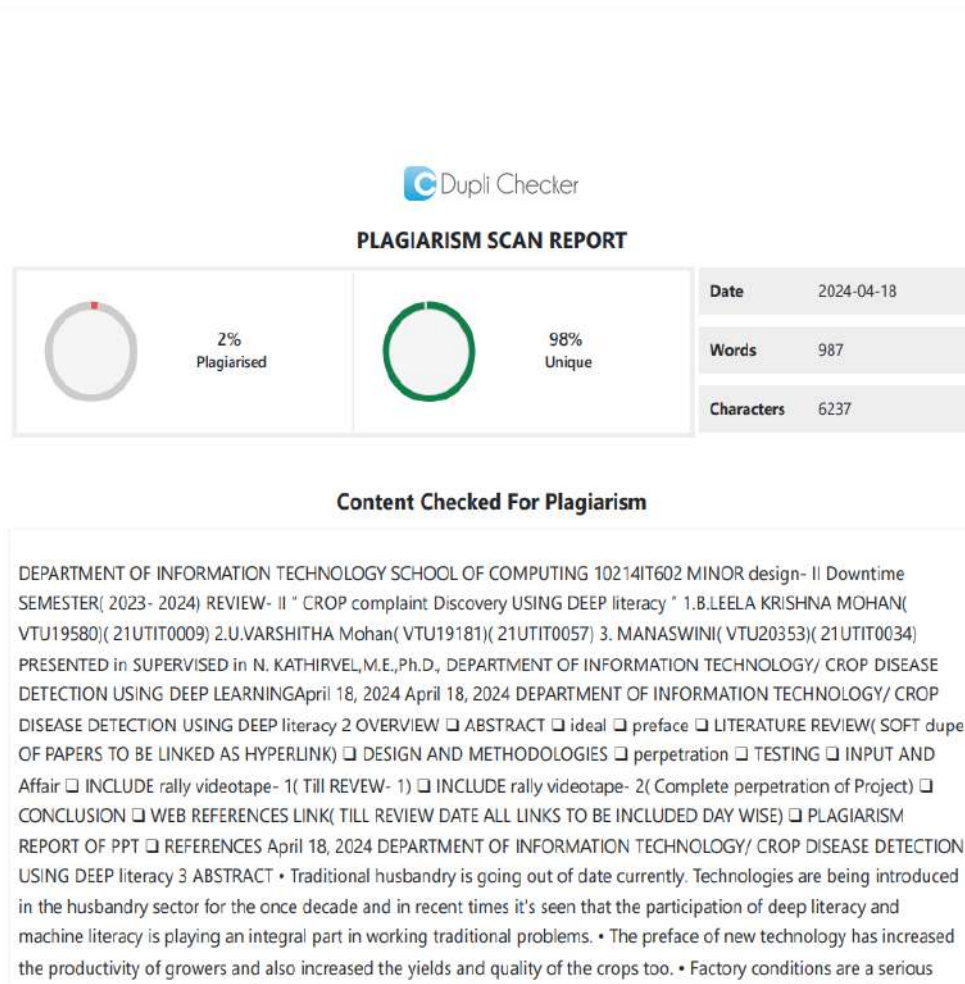 Dupli Checker
PLAGIARISM SCAN REPORT
2%
Plagiarised
98%
Unique
Date 2024-04-18
Words 987
Characters 6237
Content Checked For Plagiarism
DEPARTMENT OF INFORMATION TECHNOLOGY SCHOOL OF COMPUTING 10214IT602 MINOR design- II Downtime
SEMESTER( 2023- 2024) REVIEW- II " CROP complaint Discovery USING DEEP literacy " 1.B.LEELA KRISHNA MOHAN(
VTU19580)( 21UTIT0009) 2.U.VARSHITHA Mohan( VTU19181)( 21UTIT0057) 3. MANASWINI( VTU20353)( 21UTIT0034)
PRESENTED in SUPERVISED in N. KATHIRVEL,M.E.,Ph.D., DEPARTMENT OF INFORMATION TECHNOLOGY/ CROP DISEASE
DETECTION USING DEEP LEARNINGApril 18, 2024 April 18, 2024 DEPARTMENT OF INFORMATION TECHNOLOGY/ CROP
DISEASE DETECTION USING DEEP literacy 2 OVERVIEW ❑ ABSTRACT ❑ ideal ❑ preface ❑ LITERATURE REVIEW( SOFT dupe
OF PAPERS TO BE LINKED AS HYPERLINK) ❑ DESIGN AND METHODOLOGIES ❑ perpetration ❑ TESTING ❑ INPUT AND
Affair ❑ INCLUDE rally videotape- 1( Till REVEW- 1) ❑ INCLUDE rally videotape- 2( Complete perpetration of Project) ❑
CONCLUSION ❑ WEB REFERENCES LINK( TILL REVIEW DATE ALL LINKS TO BE INCLUDED DAY WISE) ❑ PLAGIARISM
REPORT OF PPT ❑ REFERENCES April 18, 2024 DEPARTMENT OF INFORMATION TECHNOLOGY/ CROP DISEASE DETECTION
USING DEEP literacy 3 ABSTRACT • Traditional husbandry is going out of date currently. Technologies are being introduced
in the husbandry sector for the once decade and in recent times it's seen that the participation of deep literacy and
machine literacy is playing an integral part in working traditional problems. • The preface of new technology has increased
the productivity of growers and also increased the yields and quality of the crops too. • Factory conditions are a serious